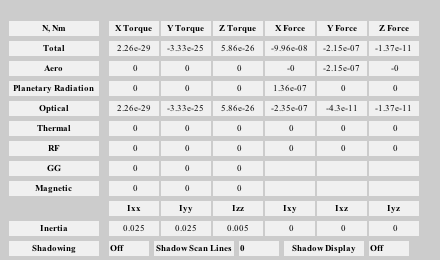 N, Nm X Torque Y Torque Z Torque X Force Y Force Z Force
Total 2.26e-29 -3.33e-25 5.86e-26 -9.96e-08 -2.15e-07 -1.37e-11
Aero 0 0 0 -0 -2.15e-07 -0
Planetary Radiation 0 0 0 1.36e-07 0 0
Optical 2.26e-29 -3.33e-25 5.86e-26 -2.35e-07 -4.3e-11 -1.37e-11
Thermal 0 0 0 0 0 0
RF 0 0 0 0 0 0
GG 0 0 0
Magnetic 0 0 0
Ixx Iyy Izz Ixy Ixz Iyz
Inertia 0.025 0.025 0.005 0 0 0
Shadowing Off Shadow Scan Lines 0 Shadow Display Off